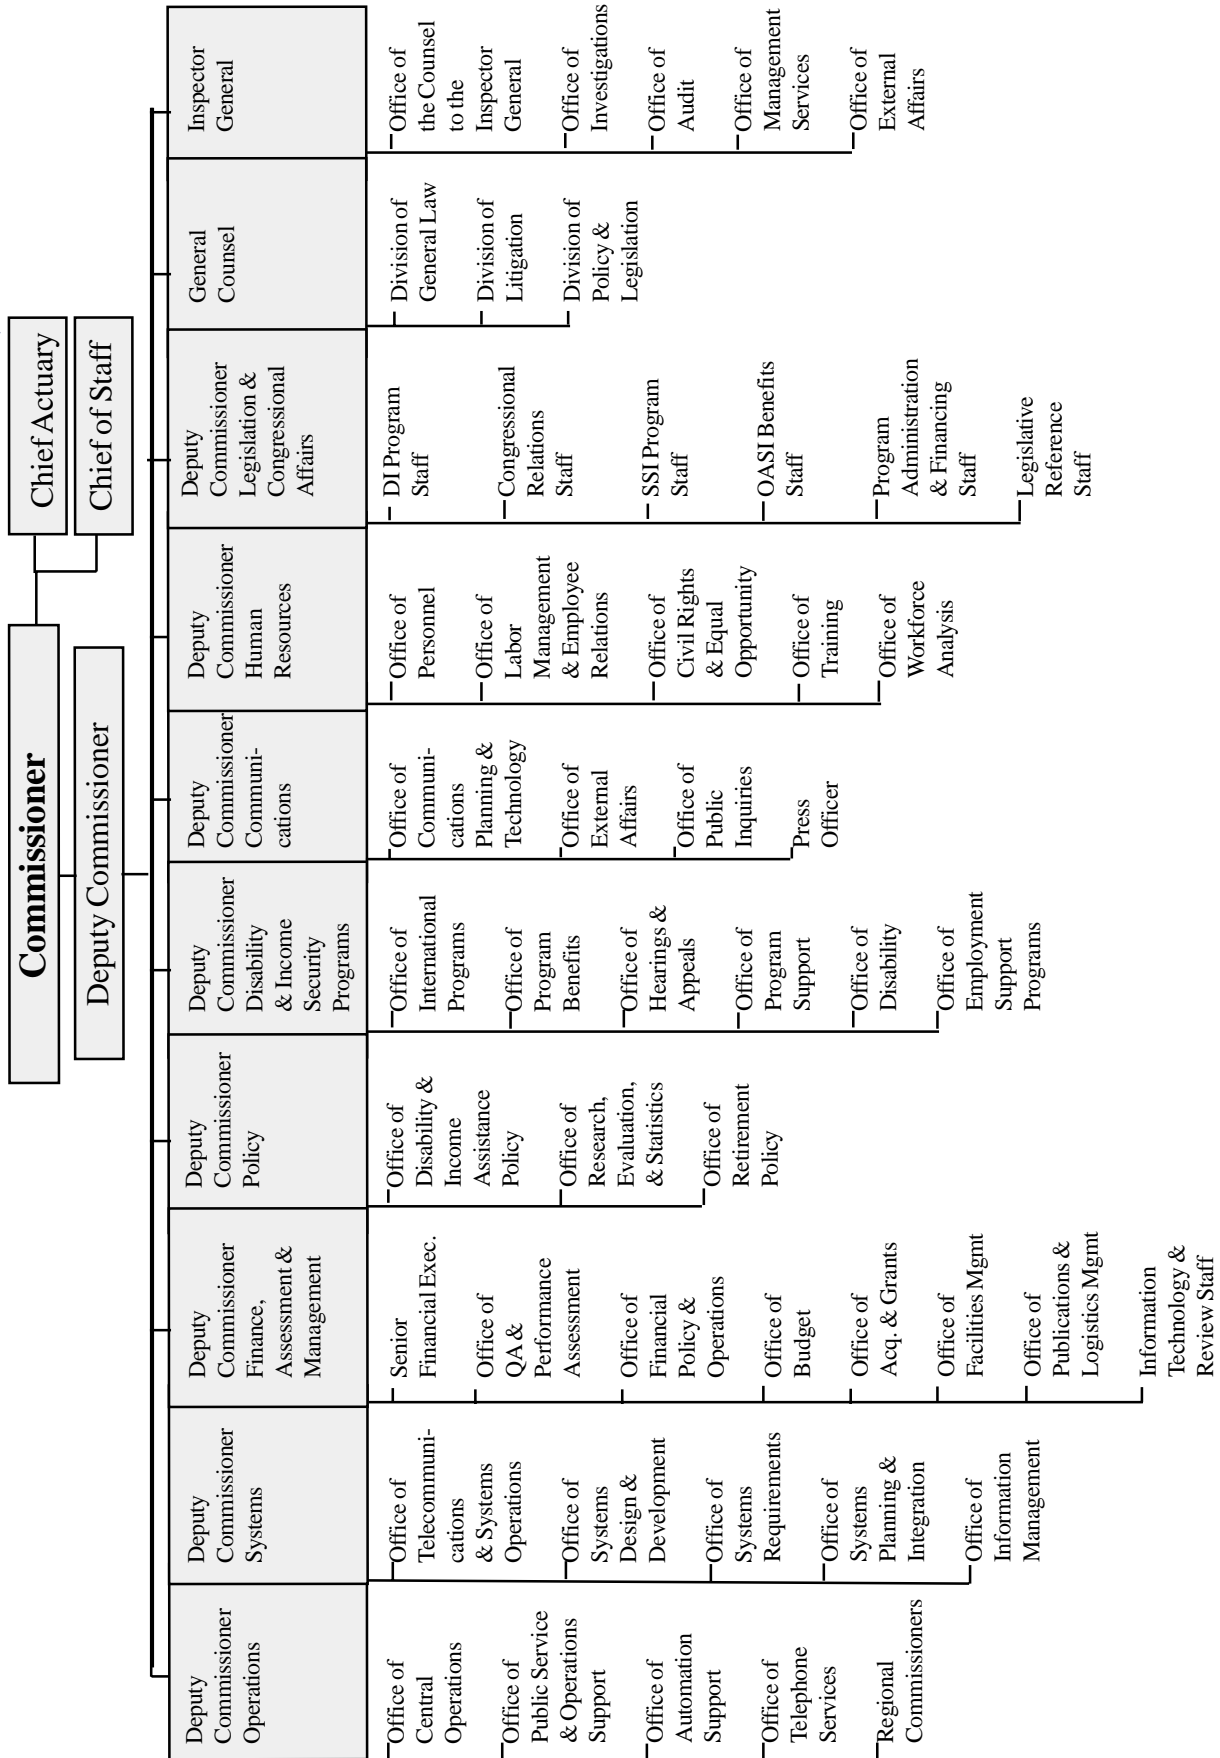 Commissioner
Deputy Commissioner
Chief Actuary
Chief of Staff
Deputy
Commissioner
Operations
Office of
Central
Operations
Office of
Public Service
& Operations
Support
Office of
Automation
Support
Office of
Telephone
Services
Regional
Commissioners
Deputy
Commissioner
Systems
Office of
Telecommuni-
cations
& Systems
Operations
Office of
Systems
Design &
Development
Office of
Systems
Requirements
Office of
Systems
Planning &
Integration
Office of
Information
Management
Deputy
Commissioner
Finance,
Assessment &
Management
Senior
Financial Exec.
Office of
QA &
Performance
Assessment
Office of
Financial
Policy &
Operations
Office of
Budget
Office of
Acq. & Grants
Office of
Facilities Mgmt
Office of
Publications &
Logistics Mgmt
Information
Technology &
Review Staff
Deputy
Commissioner
Policy
Office of
Disability &
Income
Assistance
Policy
Office of
Research,
Evaluation,
& Statistics
Office of
Retirement
Policy
Deputy
Commissioner
Disability
& Income
Security
Programs
Office of
International
Programs
Office of
Program
Benefits
Office of
Hearings &
Appeals
Office of
Program
Support
Office of
Disability
Office of
Employment
Support
Programs
Deputy
Commissioner
Communi-
cations
Office of
Communi-
cations
Planning &
Technology
Office of
External
Affairs
Office of
Public
Inquiries
Press
Officer
Deputy
Commissioner
Human
Resources
Office of
Personnel
Office of
Labor
Management
& Employee
Relations
Office of
Civil Rights
& Equal
Opportunity
Office of
Training
Office of
Workforce
Analysis
Deputy
Commissioner
Legislation &
Congressional
Affairs
DI Program
Staff
Congressional
Relations
Staff
SSI Program
Staff
OASI Benefits
Staff
Program
Administration
& Financing
Staff
Legislative
Reference
Staff
General
Counsel
Division of
General Law
Division of
Litigation
Division of
Policy &
Legislation
Inspector
General
Office of
the Counsel
to the
Inspector
General
Office of
Investigations
Office of
Audit
Office of
Management
Services
Office of
External
Affairs